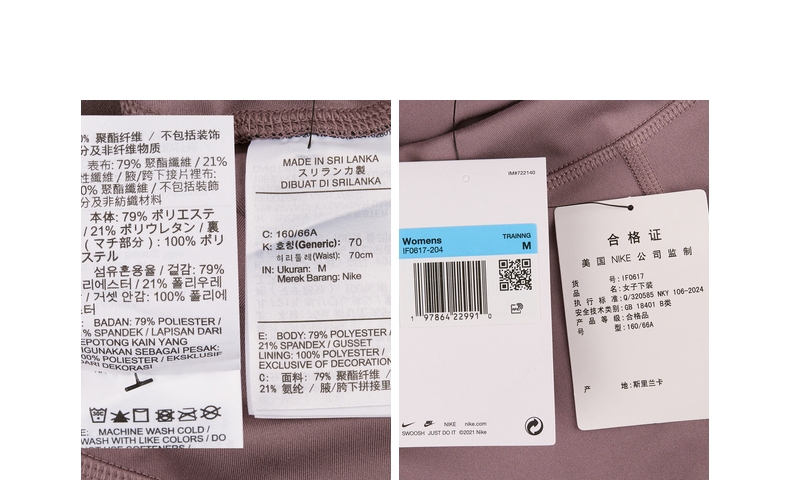 % 聚酯纤维 / 不包括装饰
分及非纤维物质
表布: 79% 聚酯纖維 / 21%
性纖維 / 腋/跨下接片裡布:
0% 聚酯纖維 / 不包括裝飾
分及非紡織材料
本体: 79% ポリエステ
/ 21% ポリウレタン / 裏
(マチ部分): 100% ポリ
ステル
섬유혼용율 / 겉감: 79%
리에스터 / 21% 폴리우레
/ 거셋 안감: 100% 폴리에
터
BADAN: 79% POLIESTER /
% SPANDEK / LAPISAN DARI
EPOTONG KAIN YANG
IGUNAKAN SEBAGAI PESAK:
00% POLIESTER / EKSKLUSIF
ARI DEKORASI
E: MACHINE WASH COLD /
WASH WITH LIKE COLORS / DO
MADE IN SRI LANKA
スリランカ製
DIBUAT DI SRILANKA
C: 160/66A
K: 호칭(Generic): 70
허리둘레(Waist): 70cm
IN: Ukuran: M
Merek Barang: Nike
E: BODY: 79% POLYESTER /
21% SPANDEX / GUSSET
LINING: 100% POLYESTER /
EXCLUSIVE OF DECORATION
C: 面料: 79% 聚酯纤维 /
21% 氨纶 / 腋/胯下拼接里
IM#722140
Womens
IF0617-204
TRAINNG
M
1 97864 22991 0
NIKE nike.com
SWOOSH JUST DO IT ©2021 Nike
合格证
美国 NIKE 公司监制
货号: IF0617
品名: 女子下装
执行标准: Q/320585 NKY 106-2024
安全技术类别: GB 18401 B类
产品等级: 合格品
号型: 160/66A
产地: 斯里兰卡